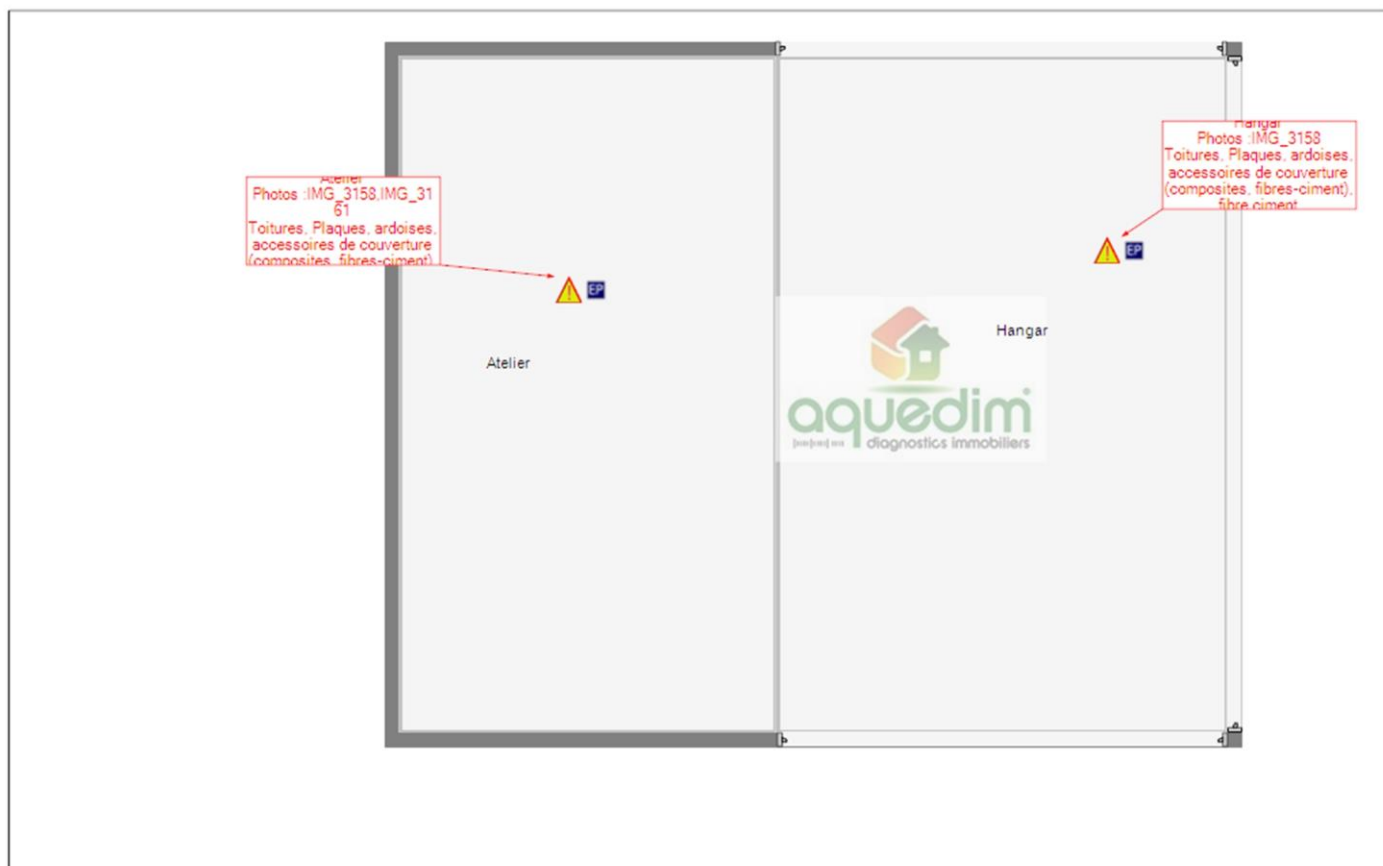 Atelier
Photos :IMG_3158,IMG_31
61
Toitures, Plaques, ardoises,
accessoires de couverture
(composites, fibres-ciment)
EP
Atelier
Hangar
Photos :IMG_3158
Toitures, Plaques, ardoises,
accessoires de couverture
(composites, fibres-ciment),
fibre ciment
EP
Hangar
aquedim
diagnostics immobiliers